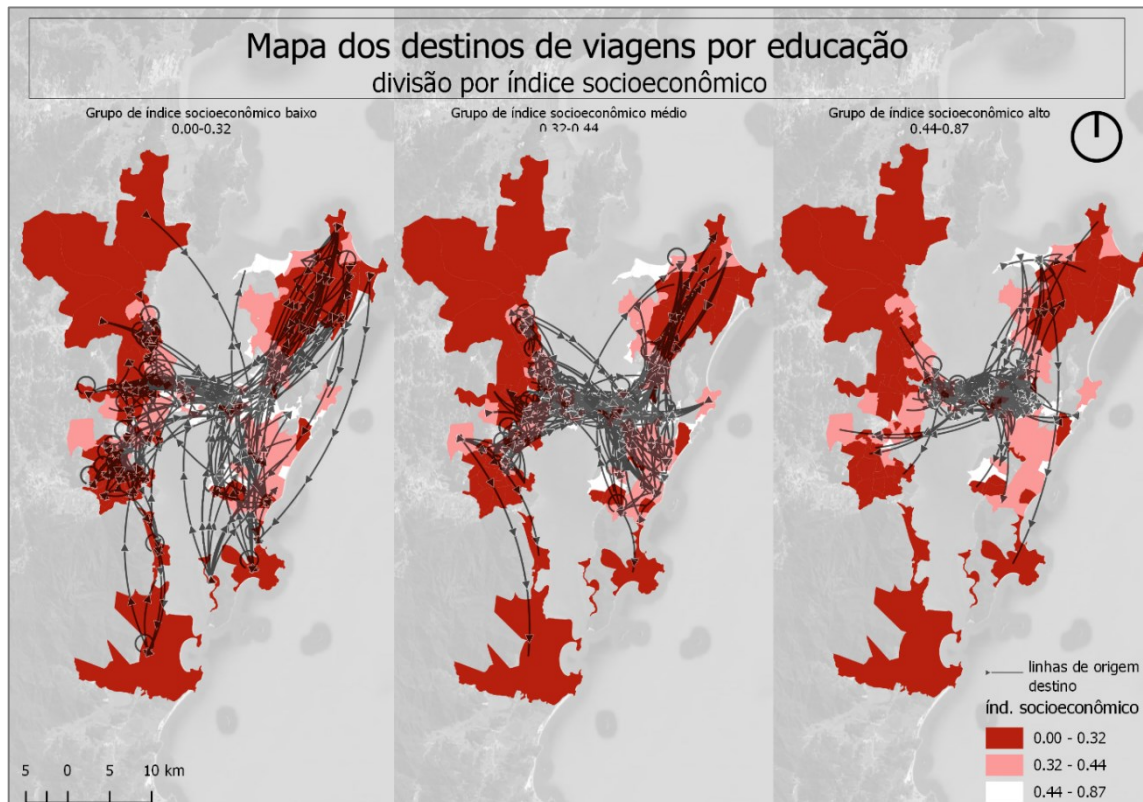 Mapa dos destinos de viagens por educação
divisão por índice socioeconômico
Grupo de índice socioeconômico baixo
0.00-0.32
Grupo de índice socioeconômico médio
0.32-0.44
Grupo de índice socioeconômico alto
0.44-0.87
linhas de origem
destino
índ. socioeconômico
0.00 - 0.32
0.32 - 0.44
0.44 - 0.87
5 0 5 10 km